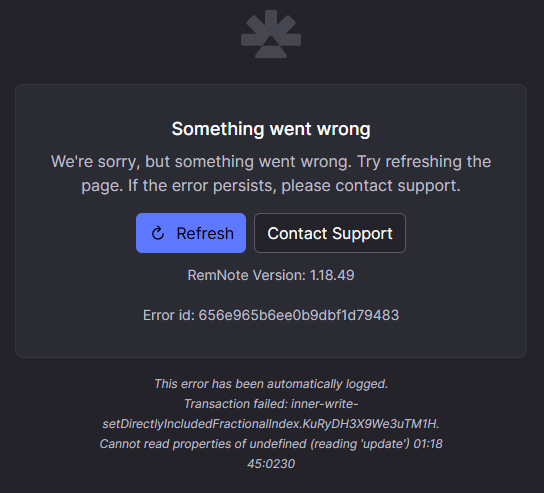 Something went wrong
We're sorry, but something went wrong. Try refreshing the
page. If the error persists, please contact support.
Refresh
Contact Support
RemNote Version: 1.18.49
Error id: 656e965b6ee0b9dbf1d79483
This error has been automatically logged.
Transaction failed: inner-write-
setDirectlyIncludedFractionalIndex.KuRyDH3X9We3uTM1H.
Cannot read properties of undefined (reading 'update') 01:18
45:0230